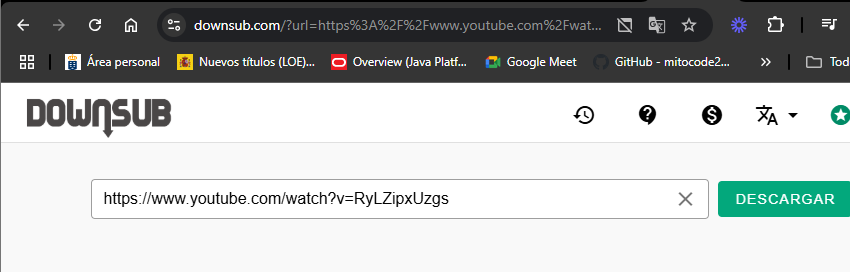 downsub.com/?url=https%3A%2F%2Fwww.youtube.com%2Fwat...
Área personal Nuevos títulos (LOE)... Overview (Java Platf... Google Meet GitHub - mitocode2... » Tod
DOWNSUB
https://www.youtube.com/watch?v=RyLZipxUzgs DESCARGAR